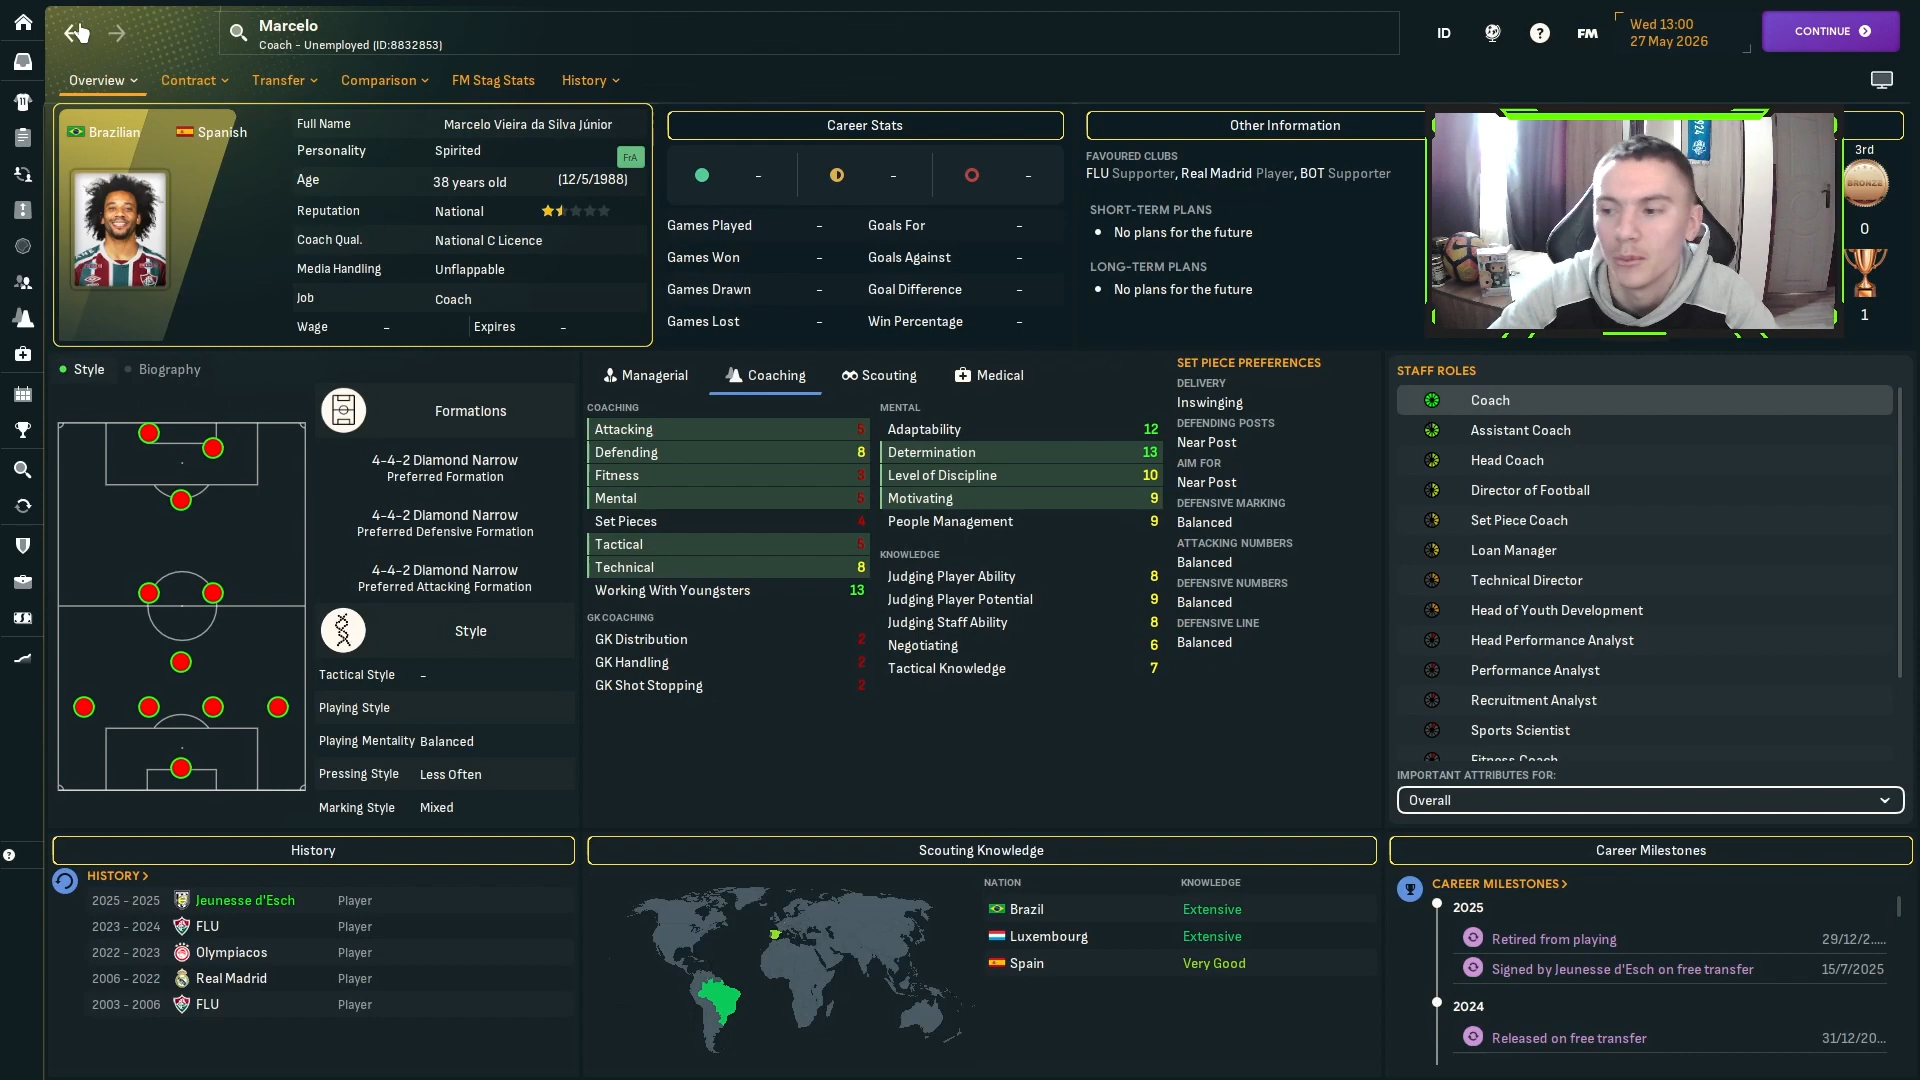 Marcelo
Coach - Unemployed (ID:8832853)
ID
FM
Wed 13:00
27 May 2026
CONTINUE
Overview
Contract
Transfer
Comparison
FM Stag Stats
History
Brazilian
Spanish
Full Name Marcelo Vieira da Silva Júnior
Personality Spirited
FrA
Age 38 years old (12/5/1988)
Reputation National
Coach Qual. National C Licence
Media Handling Unflappable
Job Coach
Wage - Expires -
Career Stats
- - -
Games Played - Goals For -
Games Won - Goals Against -
Games Drawn - Goal Difference -
Games Lost - Win Percentage -
Other Information
FAVOURED CLUBS
FLU Supporter, Real Madrid Player, BOT Supporter
SHORT-TERM PLANS
• No plans for the future
LONG-TERM PLANS
• No plans for the future
3rd
BRONZE
0
1
Style
Biography
Formations
4-4-2 Diamond Narrow
Preferred Formation
4-4-2 Diamond Narrow
Preferred Defensive Formation
4-4-2 Diamond Narrow
Preferred Attacking Formation
Style
Tactical Style -
Playing Style
Playing Mentality Balanced
Pressing Style Less Often
Marking Style Mixed
Managerial
Coaching
Scouting
Medical
COACHING
Attacking 5
Defending 8
Fitness 3
Mental 5
Set Pieces 4
Tactical 5
Technical 8
Working With Youngsters 13
GK COACHING
GK Distribution 2
GK Handling 2
GK Shot Stopping 2
MENTAL
Adaptability 12
Determination 13
Level of Discipline 10
Motivating 9
People Management 9
KNOWLEDGE
Judging Player Ability 8
Judging Player Potential 9
Judging Staff Ability 8
Negotiating 6
Tactical Knowledge 7
SET PIECE PREFERENCES
DELIVERY
Inswinging
DEFENDING POSTS
Near Post
AIM FOR
Near Post
DEFENSIVE MARKING
Balanced
ATTACKING NUMBERS
Balanced
DEFENSIVE NUMBERS
Balanced
DEFENSIVE LINE
Balanced
STAFF ROLES
Coach
Assistant Coach
Head Coach
Director of Football
Set Piece Coach
Loan Manager
Technical Director
Head of Youth Development
Head Performance Analyst
Performance Analyst
Recruitment Analyst
Sports Scientist
Fitness Coach
IMPORTANT ATTRIBUTES FOR:
Overall
History
HISTORY >
2025 - 2025 Jeunesse d'Esch Player
2023 - 2024 FLU Player
2022 - 2023 Olympiacos Player
2006 - 2022 Real Madrid Player
2003 - 2006 FLU Player
Scouting Knowledge
NATION KNOWLEDGE
Brazil Extensive
Luxembourg Extensive
Spain Very Good
Career Milestones
CAREER MILESTONES >
2025
Retired from playing 29/12/2.....
Signed by Jeunesse d'Esch on free transfer 15/7/2025
2024
Released on free transfer 31/12/20...